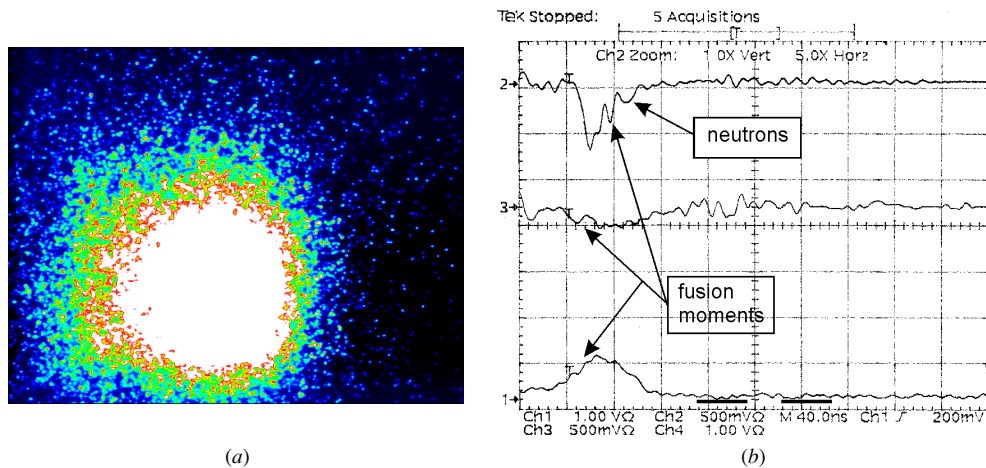 Tek Stopped: 5 Acquisitions
Ch2 Zoom: 0X Vert 5.0X Horz
T
T
2
neutrons
T
3
fusion
moments
T
1
Ch1 1.00 VΩ Ch2 500mVΩ M 40.0ns Ch1 200mV
Ch3 500mVΩ Ch4 1.00 VΩ
(a) (b)